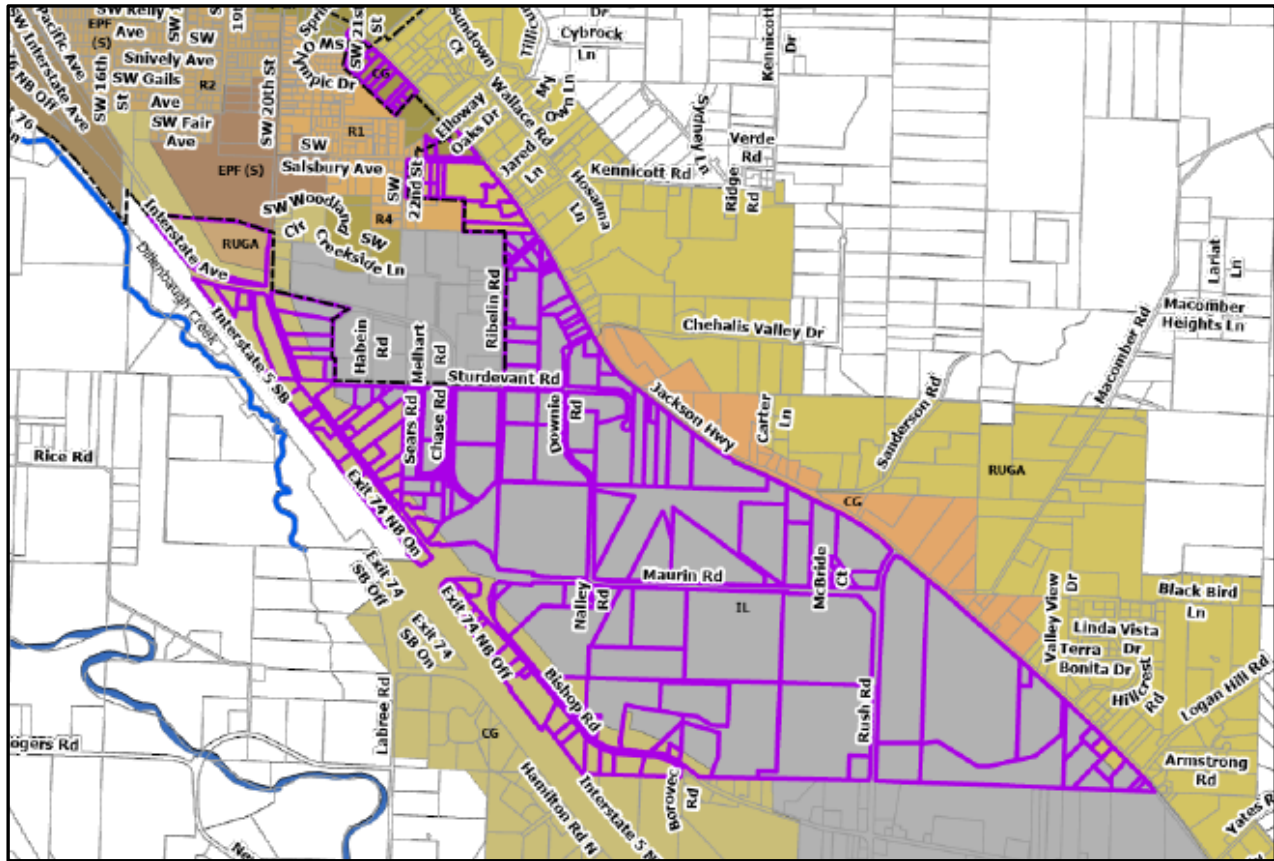 SW Kelly
Ave
EPF
(S)
SW
Snively Ave
SW Gails
Ave
R2
SW Fair
Ave
SW 16th
St
SW 20th St
Pacific Ave
SW Interstate Ave
SW 21st
St
CG
R1
EPF (S)
SW
Salsbury Ave
SW
22nd St
R4
SW
Woodland
Cir
SW
Creekside Ln
RUGA
Interstate Ave
Dillenbaugh Creek
Interstate 5 SB
Sundown
Ct
Cybrock
Ln
Kennicott
Dr
My
Own Ln
Wallace Rd
Elloway
Oaks Dr
Jared
Ln
Hosanna
Ln
Kennicott Rd
Sydney Ln
Verde
Rd
Ridge
Rd
Lariat
Ln
Macomber
Heights Ln
Macomber Rd
Chehalis Valley Dr
Habein
Rd
Melhart
Rd
Ribelin Rd
Sturdevant Rd
Sears Rd
Chase Rd
Downie
Rd
Jackson Hwy
Carter
Ln
Sanderson Rd
RUGA
CG
Rice Rd
Exit 74 NB On
Exit 74
SB Off
Exit 74
SB On
Exit 74 NB Off
Maurin Rd
Nalley
Rd
McBride
Ct
IL
Valley View
Dr
Black Bird
Ln
Linda Vista
Dr
Terra
Bonita Dr
Hillcrest
Rd
Logan Hill Rd
Bishop Rd
Rush Rd
Labree Rd
CG
ogers Rd
Hamilton Rd N
Interstate 5 N
Borovec
Rd
Armstrong
Rd
Yates R